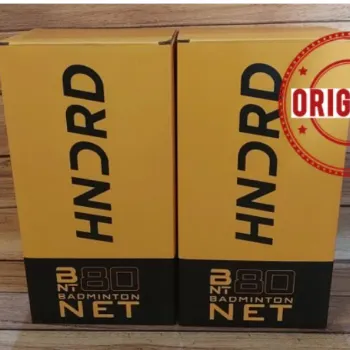 HNDRD
BNT 80
BADMINTON
NET
HNDRD
BNT 80
BADMINTON
NET
ORIG